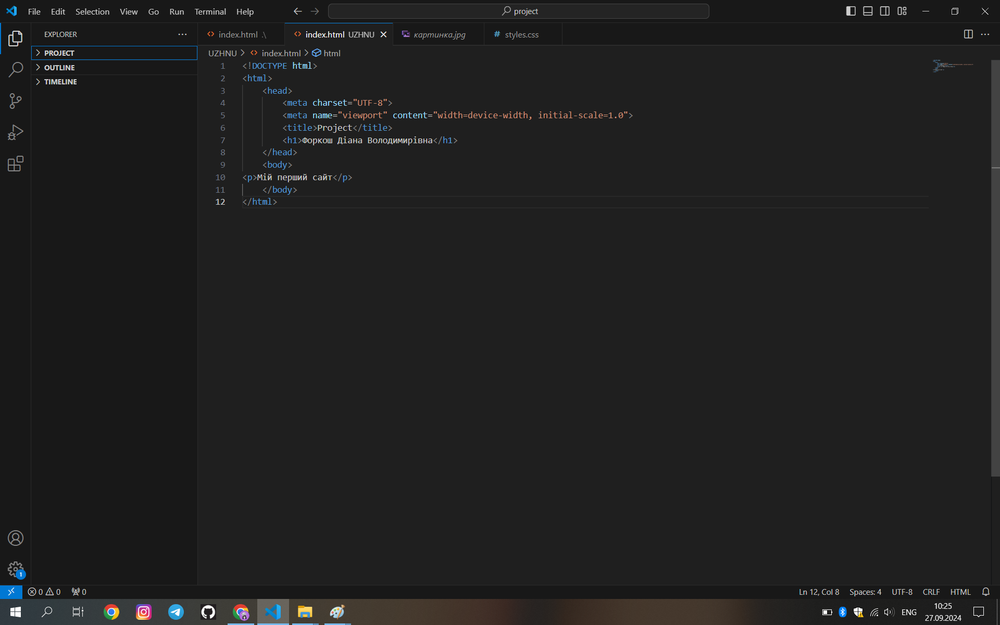 File Edit Selection View Go Run Terminal Help
project
EXPLORER
PROJECT
OUTLINE
TIMELINE
index.html .\
index.html UZHNU
картинка.jpg
# styles.css
UZHNU > index.html > html
1 <!DOCTYPE html>
2 <html>
3 <head>
4 <meta charset="UTF-8">
5 <meta name="viewport" content="width=device-width, initial-scale=1.0">
6 <title>Project</title>
7 <h1>Форкош Діана Володимирівна</h1>
8 </head>
9 <body>
10 <p>Мій перший сайт</p>
11 </body>
12 </html>
1
0 0 0
Ln 12, Col 8 Spaces: 4 UTF-8 CRLF HTML
ENG
10:25
27.09.2024